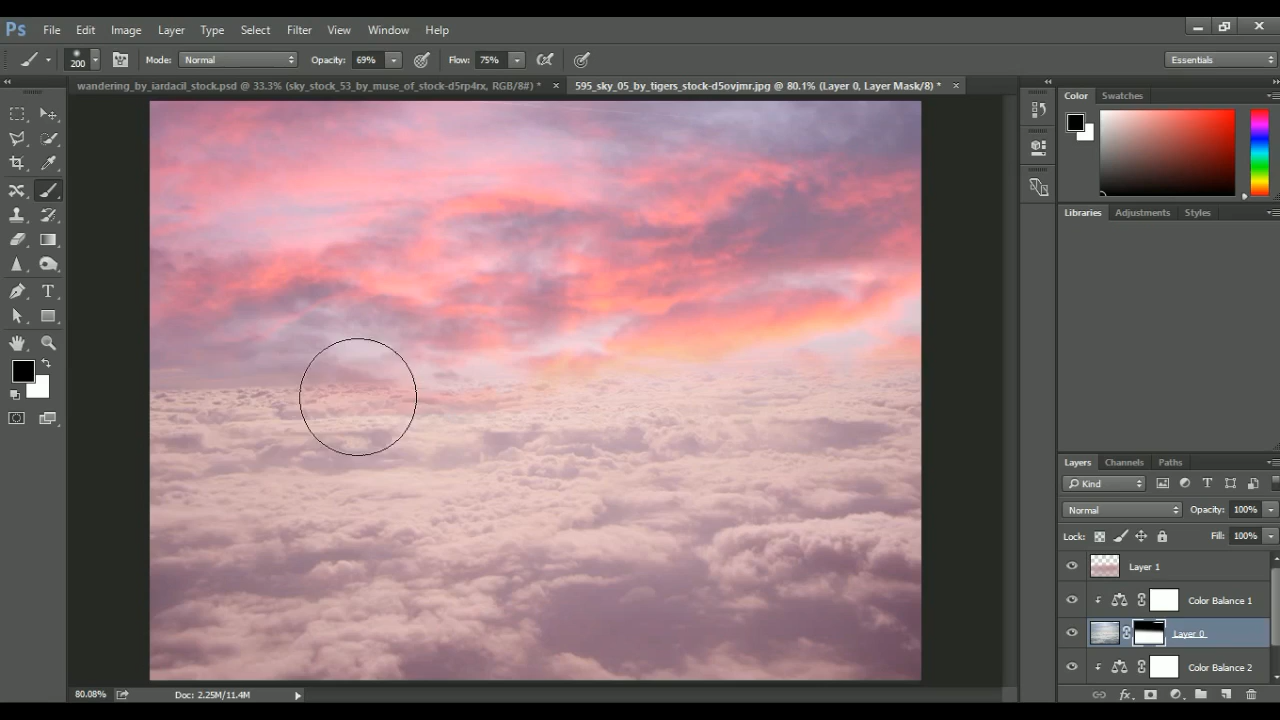 Ps File Edit Image Layer Type Select Filter View Window Help
200 Mode: Normal Opacity: 69% Flow: 75% Essentials
wandering_by_iardacil_stock.psd @ 33.3% (sky_stock_53_by_muse_of_stock-d5rp4rx, RGB/8#) * × 595_sky_05_by_tigers_stock-d5ovjmr.jpg @ 80.1% (Layer 0, Layer Mask/8) * ×
Color Swatches
Libraries Adjustments Styles
Layers Channels Paths
Kind
Normal Opacity: 100%
Lock: Fill: 100%
Layer 1
Color Balance 1
Layer 0
Color Balance 2
80.08% Doc: 2.25M/11.4M